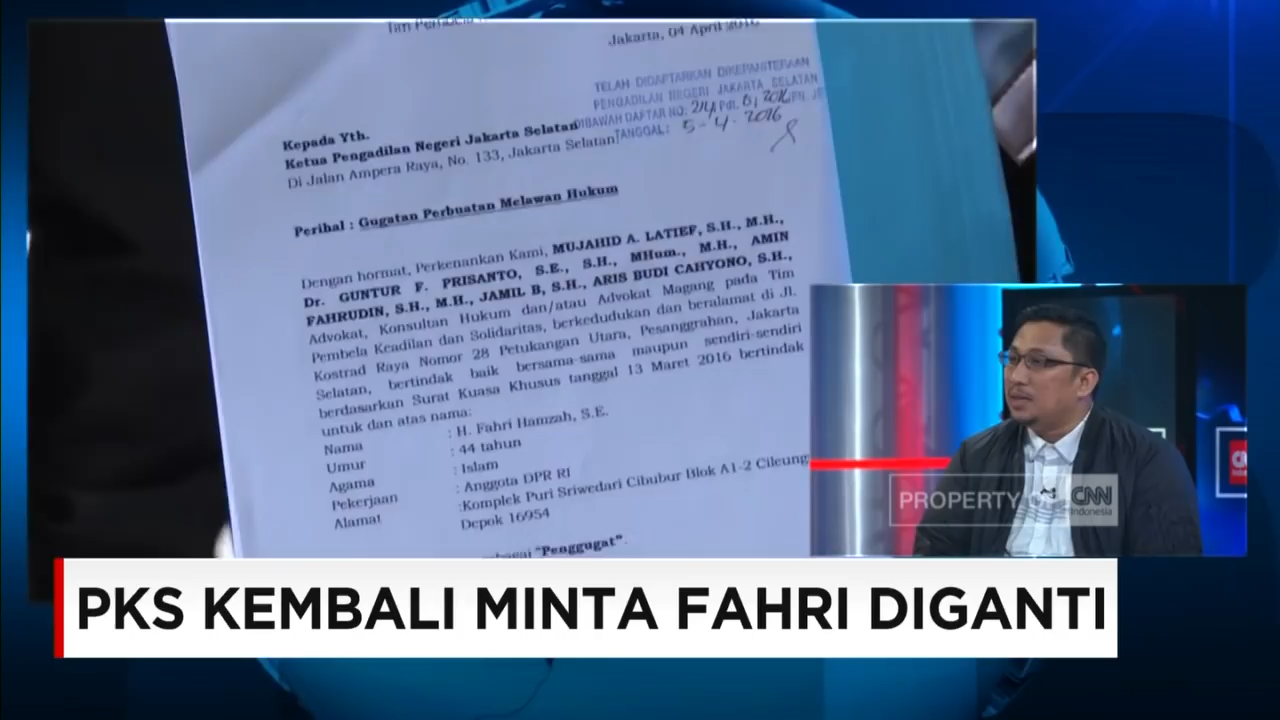 Jakarta, 04 April 2016
TELAH DIDAFTARKAN DIKEPANITERAAN
PENGADILAN NEGERI JAKARTA SELATAN
DIBAWAH DAFTAR NO: 214/Pdt. G/2016/PN. JE
TANGGAL: 5-4-2016
Kepada Yth.
Ketua Pengadilan Negeri Jakarta Selatan
Di Jalan Ampera Raya, No. 133, Jakarta Selatan
Perihal : Gugatan Perbuatan Melawan Hukum
Dengan hormat, Perkenankan Kami, MUJAHID A. LATIEF, S.H., M.H.,
Dr. GUNTUR F. PRISANTO, S.E., S.H., MHum., M.H., AMIN
FAHRUDIN, S.H., M.H., JAMIL B, S.H., ARIS BUDI CAHYONO, S.H.,
Advokat, Konsultan Hukum dan/atau Advokat Magang pada Tim
Pembela Keadilan dan Solidaritas, berkedudukan dan beralamat di Jl.
Kostrad Raya Nomor 28 Petukangan Utara, Pesanggrahan, Jakarta
Selatan, bertindak baik bersama-sama maupun sendiri-sendiri
berdasarkan Surat Kuasa Khusus tanggal 13 Maret 2016 bertindak
untuk dan atas nama:
Nama : H. Fahri Hamzah, S.E.
Umur : 44 tahun
Agama : Islam
Pekerjaan : Anggota DPR RI
Alamat :Komplek Puri Sriwedari Cibubur Blok A1-2 Cileung
Depok 16954
"Penggugat".
PROPERTY OF CNN
Indonesia
PKS KEMBALI MINTA FAHRI DIGANTI